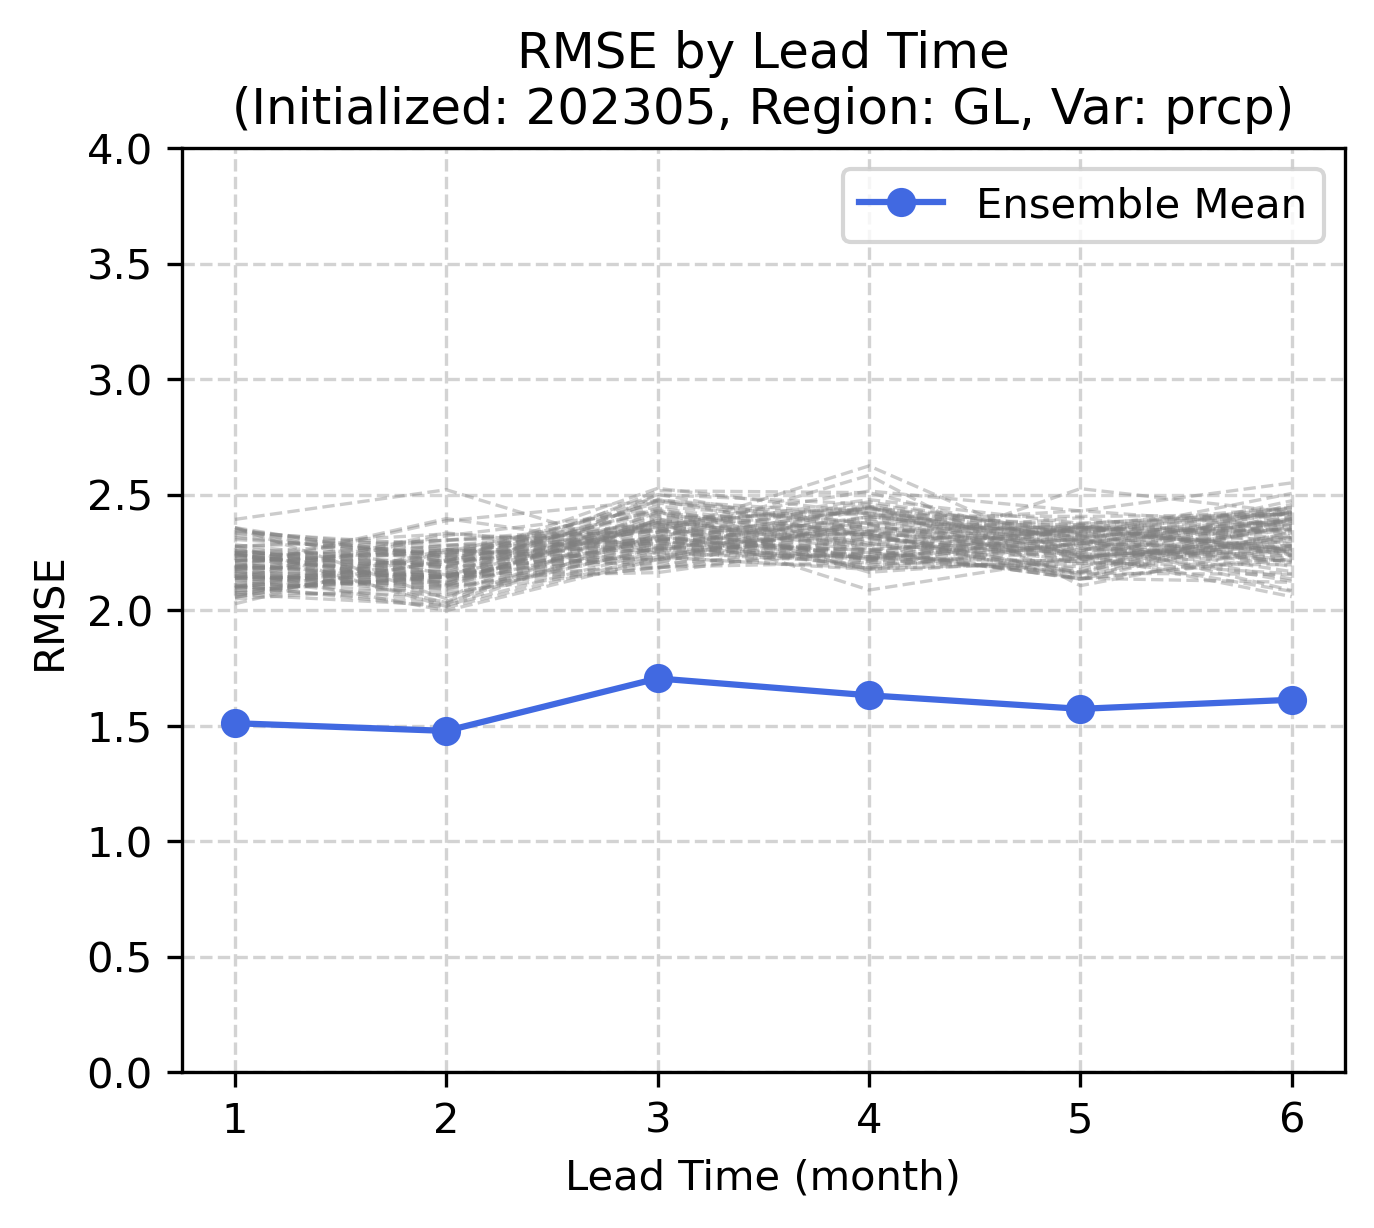 RMSE by Lead Time
(Initialized: 202305, Region: GL, Var: prcp)
Ensemble Mean
4.0
3.5
3.0
2.5
2.0
1.5
1.0
0.5
0.0
RMSE
1 2 3 4 5 6
Lead Time (month)